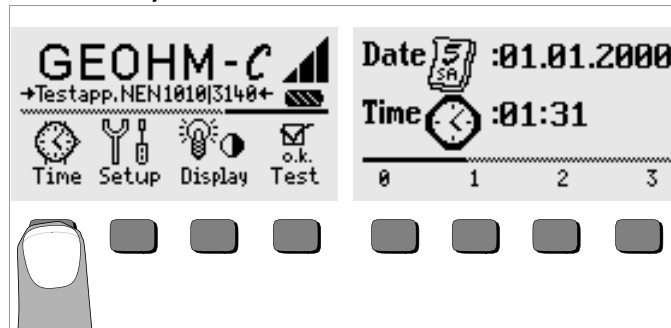 GEOHM-C
→Testapp.NEN1010|3140←
Time Setup Display o.k. Test
Date 5 SA :01.01.2000
Time :01:31
0 1 2 3